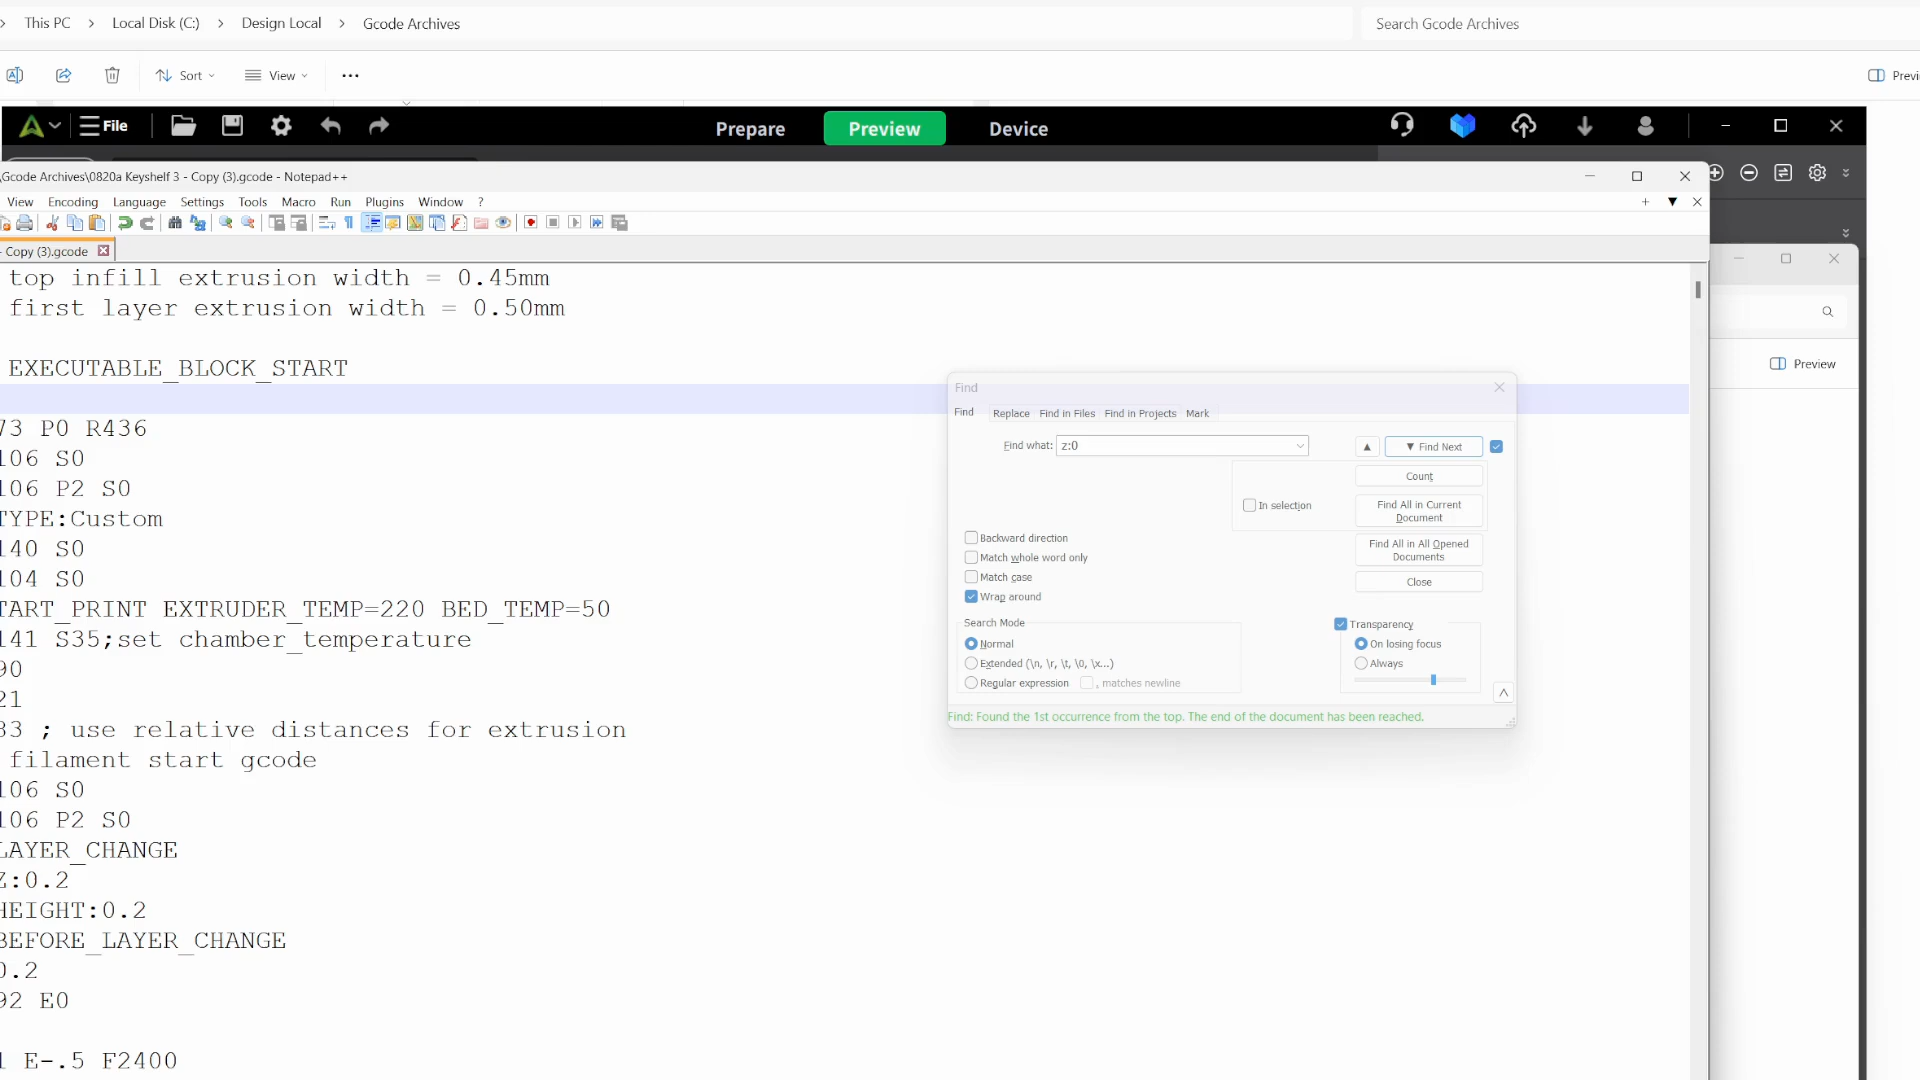 This PC > Local Disk (C:) > Design Local > Gcode Archives
Search Gcode Archives
Sort
View
Previ
File
Prepare
Preview
Device
\Gcode Archives\0820a Keyshelf 3 - Copy (3).gcode - Notepad++
View Encoding Language Settings Tools Macro Run Plugins Window ?
- Copy (3).gcode
top infill extrusion width = 0.45mm
first layer extrusion width = 0.50mm
EXECUTABLE_BLOCK_START
73 P0 R436
106 S0
106 P2 S0
TYPE:Custom
140 S0
104 S0
TART_PRINT EXTRUDER_TEMP=220 BED_TEMP=50
141 S35;set chamber_temperature
90
21
83 ; use relative distances for extrusion
filament start gcode
106 S0
106 P2 S0
LAYER_CHANGE
Z:0.2
HEIGHT:0.2
BEFORE_LAYER_CHANGE
0.2
92 E0
1 E-.5 F2400
Find
Find Replace Find in Files Find in Projects Mark
Find what: z:0
▲ ▼ Find Next
Count
In selection
Find All in Current
Document
Find All in All Opened
Documents
Close
Backward direction
Match whole word only
Match case
Wrap around
Search Mode
Normal
Extended (\n, \r, \t, \0, \x...)
Regular expression
. matches newline
Transparency
On losing focus
Always
Find: Found the 1st occurrence from the top. The end of the document has been reached.
Preview